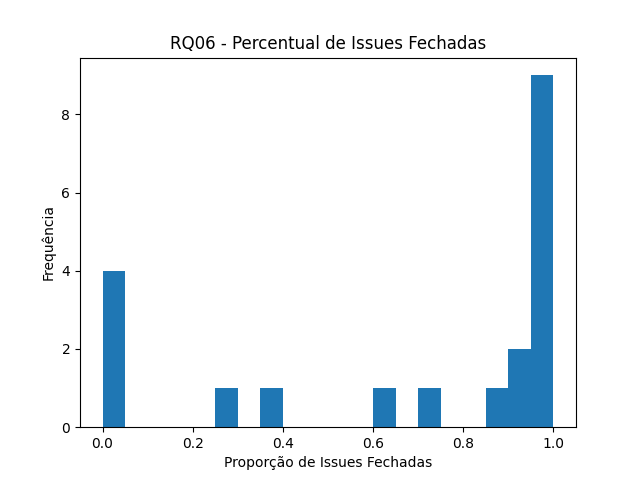 RQ06 - Percentual de Issues Fechadas
8
6
4
2
0
Frequência
0.0 0.2 0.4 0.6 0.8 1.0
Proporção de Issues Fechadas